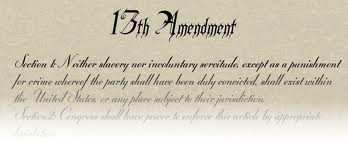 13th Amendment
Section 1: Neither slavery nor involuntary servitude, except as a punishment
for crime whereof the party shall have been duly convicted, shall exist within
the United States, or any place subject to their jurisdiction.
Section 2: Congress shall have power to enforce this article by appropriate
legislation.